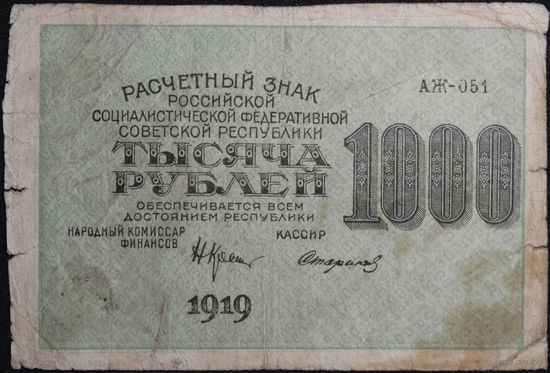 РАСЧЕТНЫЙ ЗНАК
РОССИЙСКОЙ
СОЦИАЛИСТИЧЕСКОЙ ФЕДЕРАТИВНОЙ
СОВЕТСКОЙ РЕСПУБЛИКИ
ТЫСЯЧА
РУБЛЕЙ
ОБЕСПЕЧИВАЕТСЯ ВСЕМ
ДОСТОЯНИЕМ РЕСПУБЛИКИ
НАРОДНЫЙ КОМИССАР
ФИНАНСОВ
КАССИР
1919
АЖ-051
1000